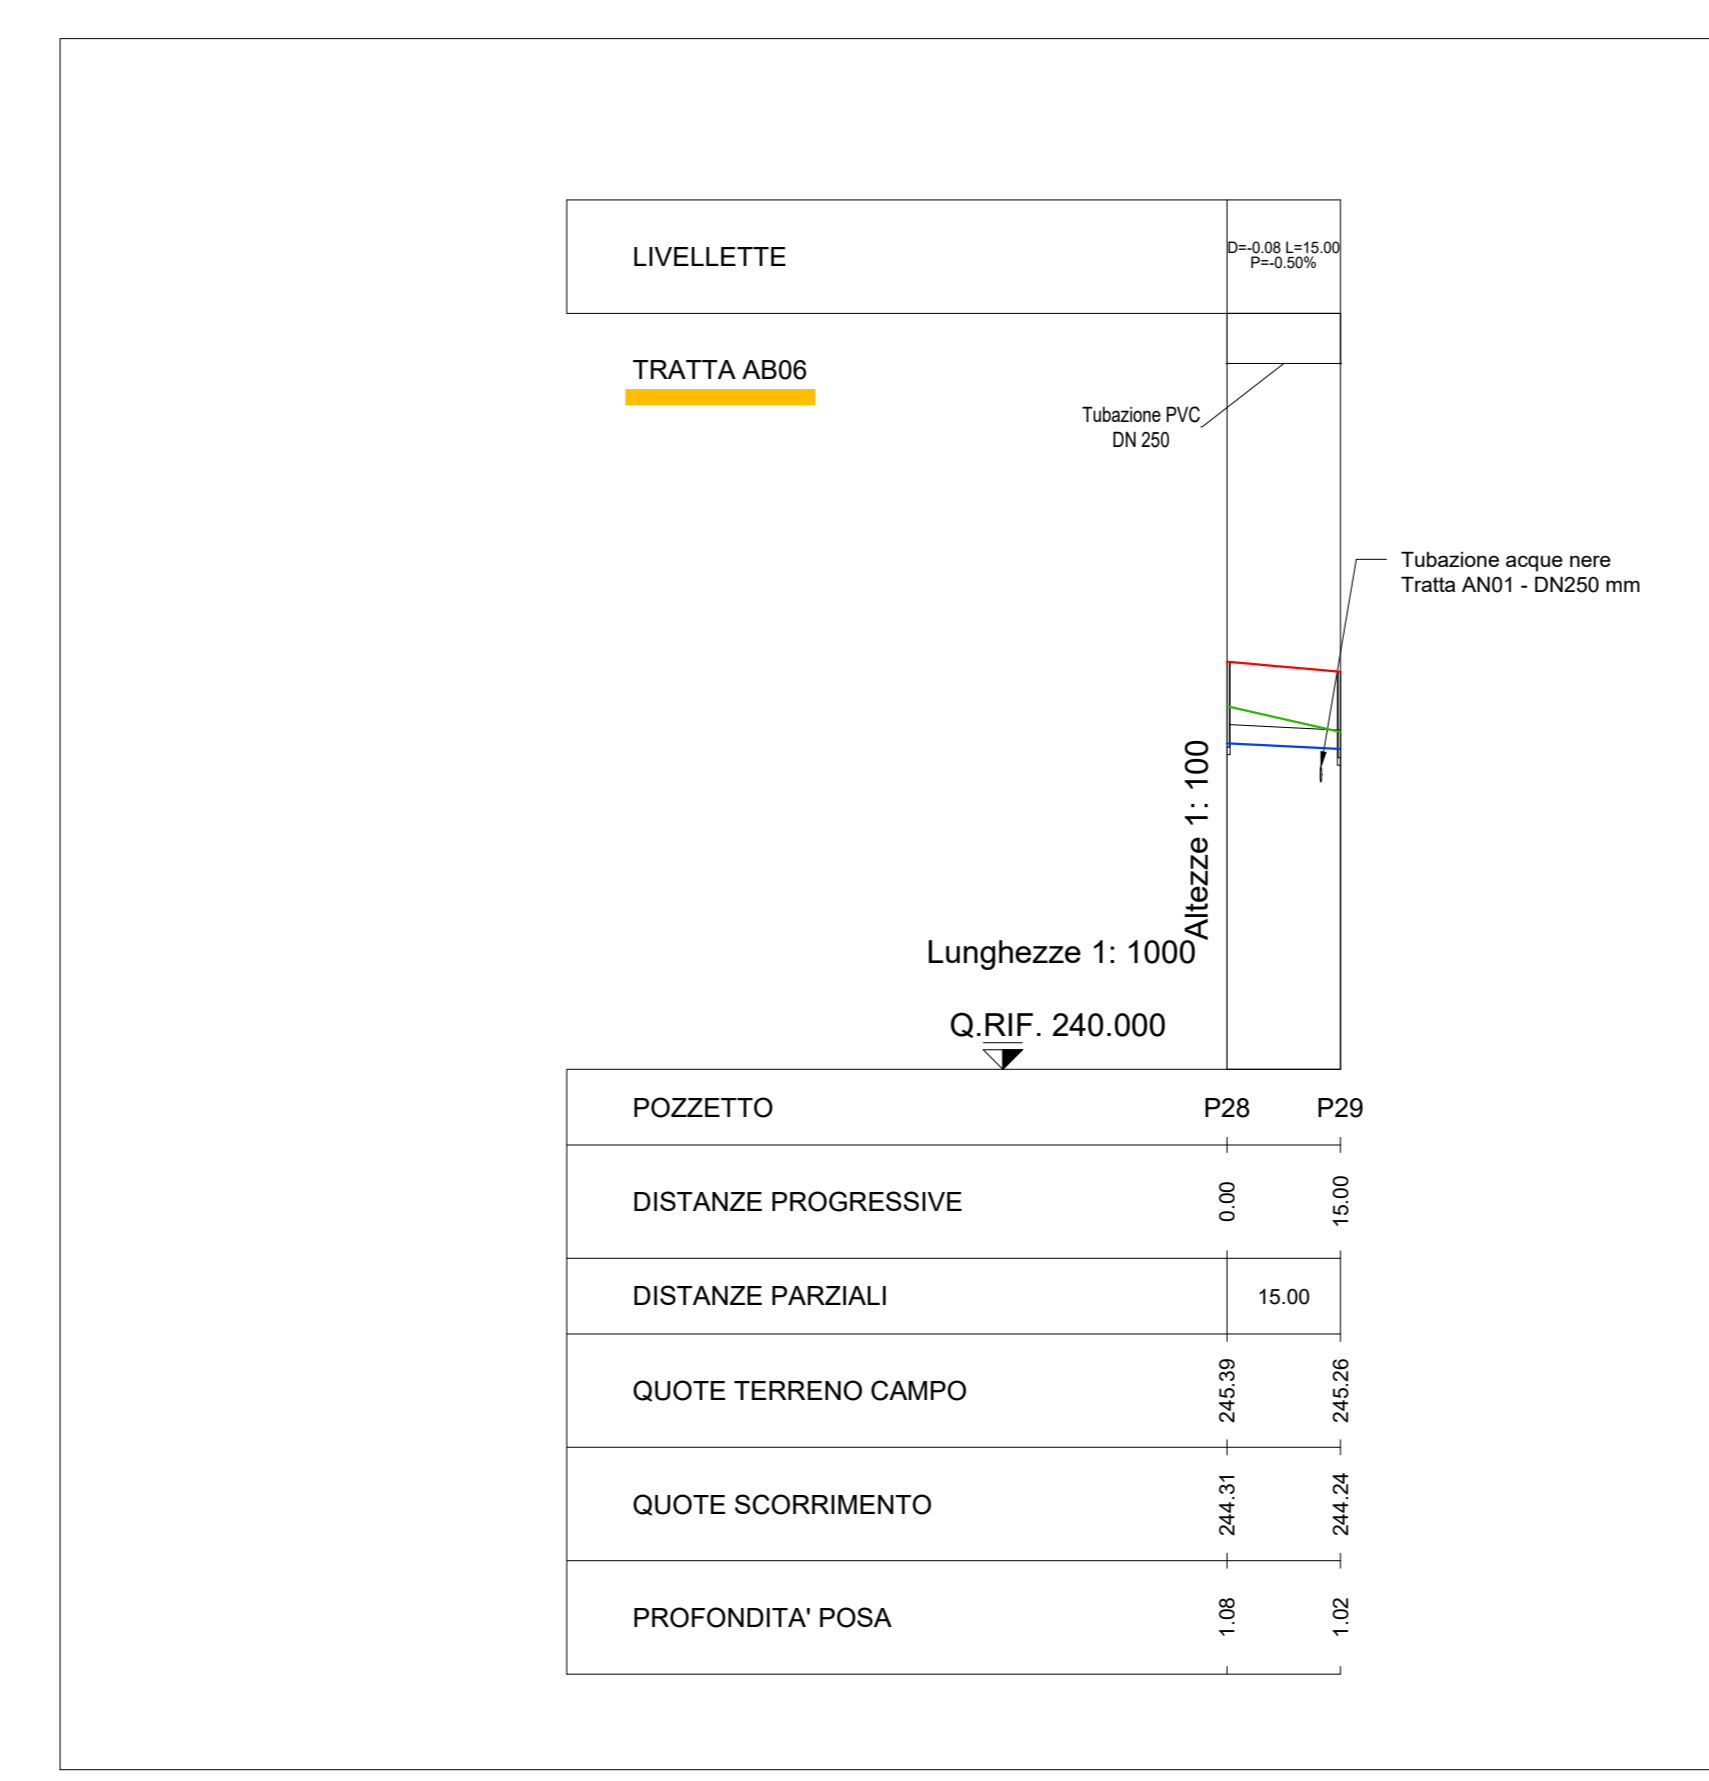 LIVELLETTE
D=-0.08 L=15.00
P=-0.50%
TRATTA AB06
Tubazione PVC
DN 250
Tubazione acque nere
Tratta AN01 - DN250 mm
Altezze 1: 100
Lunghezze 1: 1000
Q.RIF. 240.000
POZZETTO P28 P29
DISTANZE PROGRESSIVE 0.00 15.00
DISTANZE PARZIALI 15.00
QUOTE TERRENO CAMPO 245.39 245.26
QUOTE SCORRIMENTO 244.31 244.24
PROFONDITA' POSA 1.08 1.02